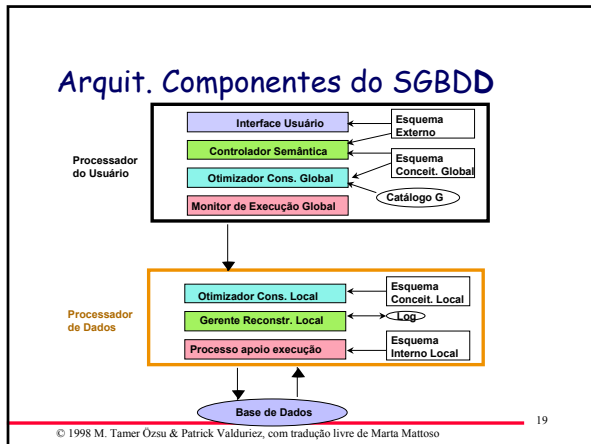 Arquit. Componentes do SGBDD
Interface Usuário
Esquema
Externo
Controlador Semântica
Processador
do Usuário
Esquema
Conceit. Global
Otimizador Cons. Global
Catálogo G
Monitor de Execução Global
Processador
de Dados
Otimizador Cons. Local
Esquema
Conceit. Local
Gerente Reconstr. Local
Log
Processo apoio execução
Esquema
Interno Local
Base de Dados
19
© 1998 M. Tamer Özsu & Patrick Valduriez, com tradução livre de Marta Mattoso